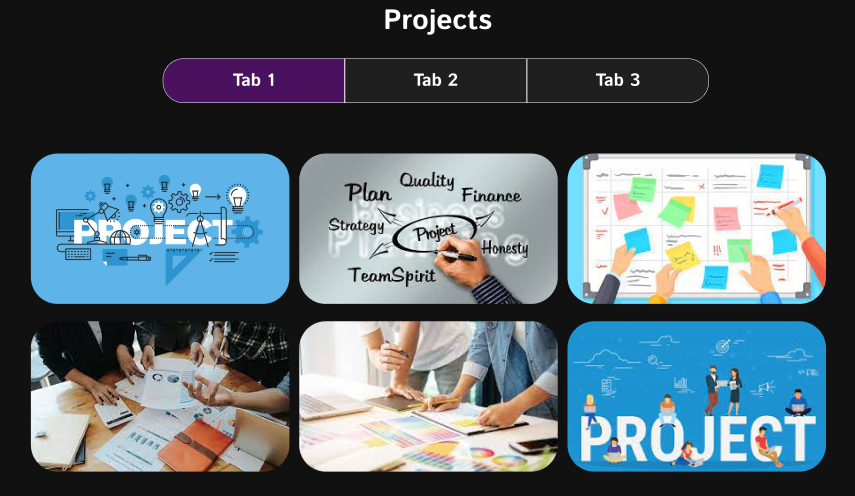 Projects
Tab 1
Tab 2
Tab 3
PROJECT
Plan
Quality
Finance
Strategy
Project
Honesty
TeamSpirit
Business
Planning
PROJECT